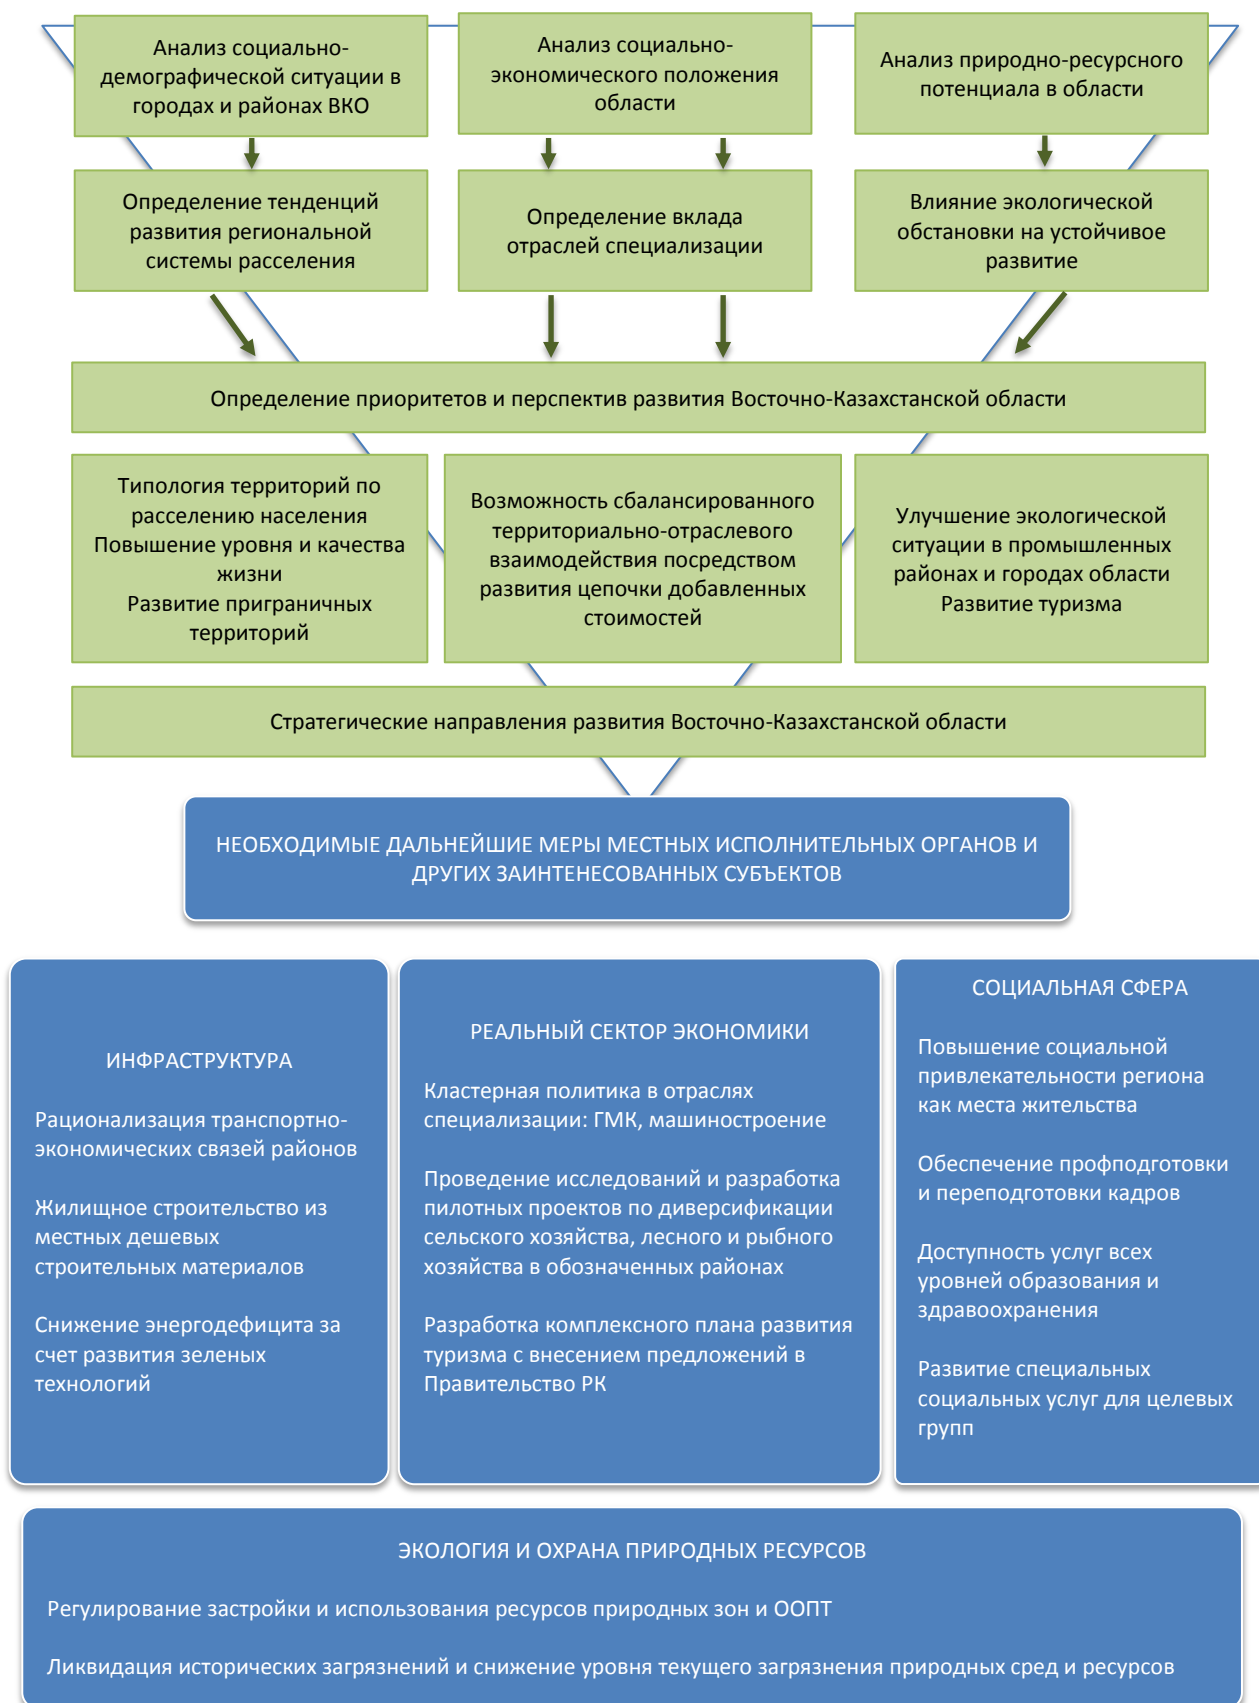 Анализ социально-
демографической ситуации в
городах и районах ВКО
Анализ социально-
экономического положения
области
Анализ природно-ресурсного
потенциала в области
Определение тенденций
развития региональной
системы расселения
Определение вклада
отраслей специализации
Влияние экологической
обстановки на устойчивое
развитие
Определение приоритетов и перспектив развития Восточно-Казахстанской области
Типология территорий по
расселению населения
Повышение уровня и качества
жизни
Развитие приграничных
территорий
Возможность сбалансированного
территориально-отраслевого
взаимодействия посредством
развития цепочки добавленных
стоимостей
Улучшение экологической
ситуации в промышленных
районах и городах области
Развитие туризма
Стратегические направления развития Восточно-Казахстанской области
НЕОБХОДИМЫЕ ДАЛЬНЕЙШИЕ МЕРЫ МЕСТНЫХ ИСПОЛНИТЕЛЬНЫХ ОРГАНОВ И
ДРУГИХ ЗАИНТЕНЕСОВАННЫХ СУБЪЕКТОВ
ИНФРАСТРУКТУРА
Рационализация транспортно-
экономических связей районов
Жилищное строительство из
местных дешевых
строительных материалов
Снижение энергодефицита за
счет развития зеленых
технологий
РЕАЛЬНЫЙ СЕКТОР ЭКОНОМИКИ
Кластерная политика в отраслях
специализации: ГМК, машиностроение
Проведение исследований и разработка
пилотных проектов по диверсификации
сельского хозяйства, лесного и рыбного
хозяйства в обозначенных районах
Разработка комплексного плана развития
туризма с внесением предложений в
Правительство РК
СОЦИАЛЬНАЯ СФЕРА
Повышение социальной
привлекательности региона
как места жительства
Обеспечение профподготовки
и переподготовки кадров
Доступность услуг всех
уровней образования и
здравоохранения
Развитие специальных
социальных услуг для целевых
групп
ЭКОЛОГИЯ И ОХРАНА ПРИРОДНЫХ РЕСУРСОВ
Регулирование застройки и использования ресурсов природных зон и ООПТ
Ликвидация исторических загрязнений и снижение уровня текущего загрязнения природных сред и ресурсов